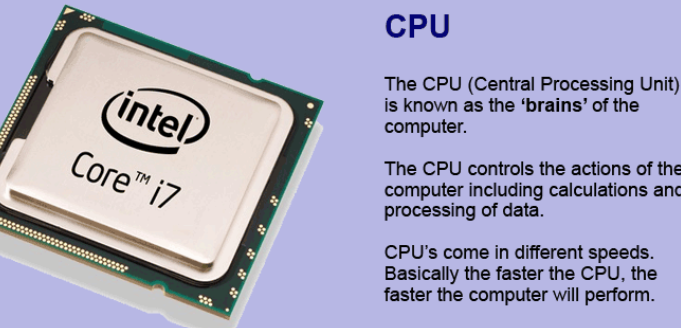 intel
Core™ i7
CPU
The CPU (Central Processing Unit)
is known as the ‘brains’ of the
computer.
The CPU controls the actions of the
computer including calculations and
processing of data.
CPU's come in different speeds.
Basically the faster the CPU, the
faster the computer will perform.